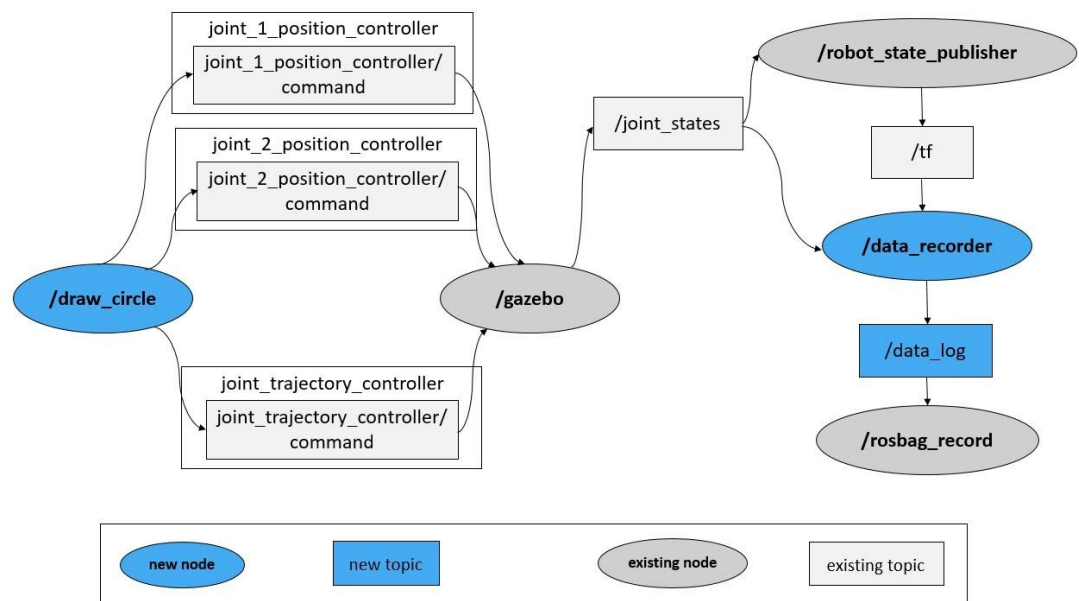 joint_1_position_controller
joint_1_position_controller/
command
joint_2_position_controller
joint_2_position_controller/
command
/draw_circle
joint_trajectory_controller
joint_trajectory_controller/
command
/gazebo
/joint_states
/robot_state_publisher
/tf
/data_recorder
/data_log
/rosbag_record
new node
new topic
existing node
existing topic